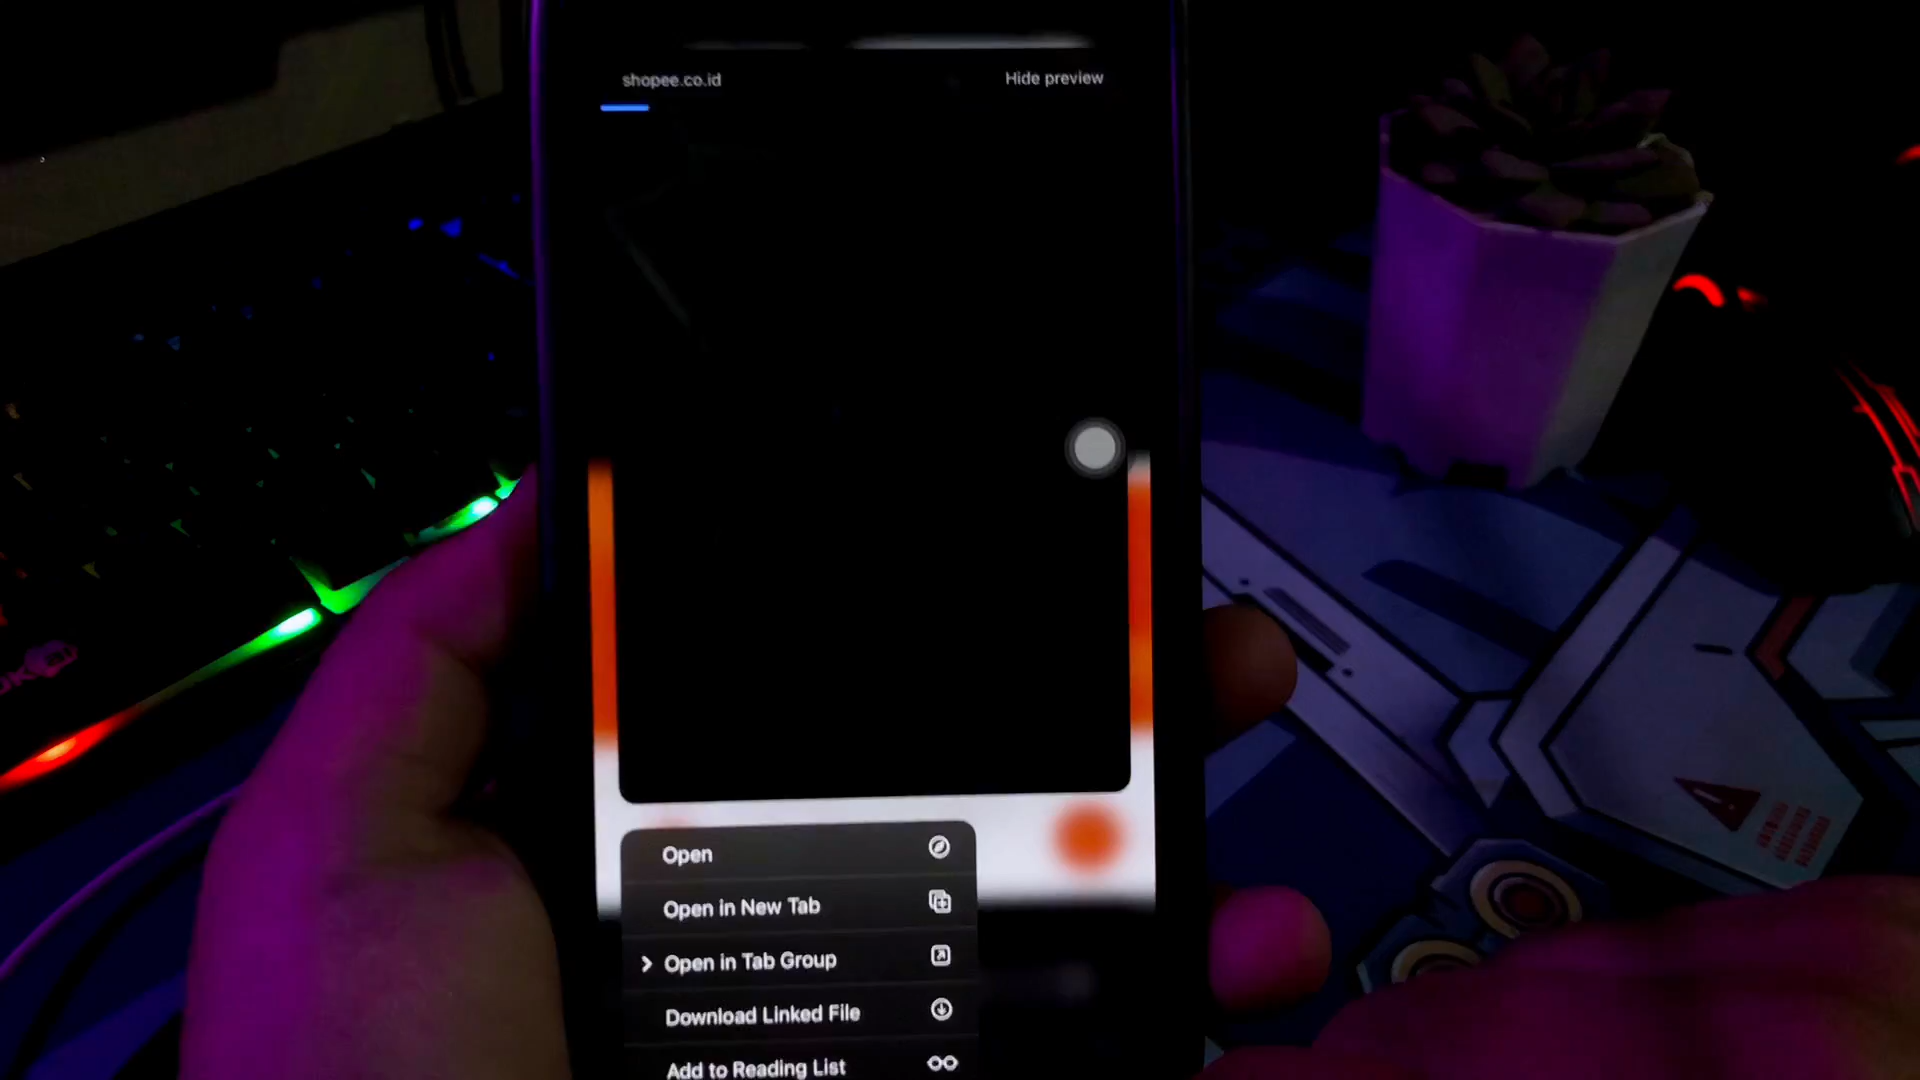 shopee.co.id
Hide preview
Open
Open in New Tab
Open in Tab Group
Download Linked File
Add to Reading List